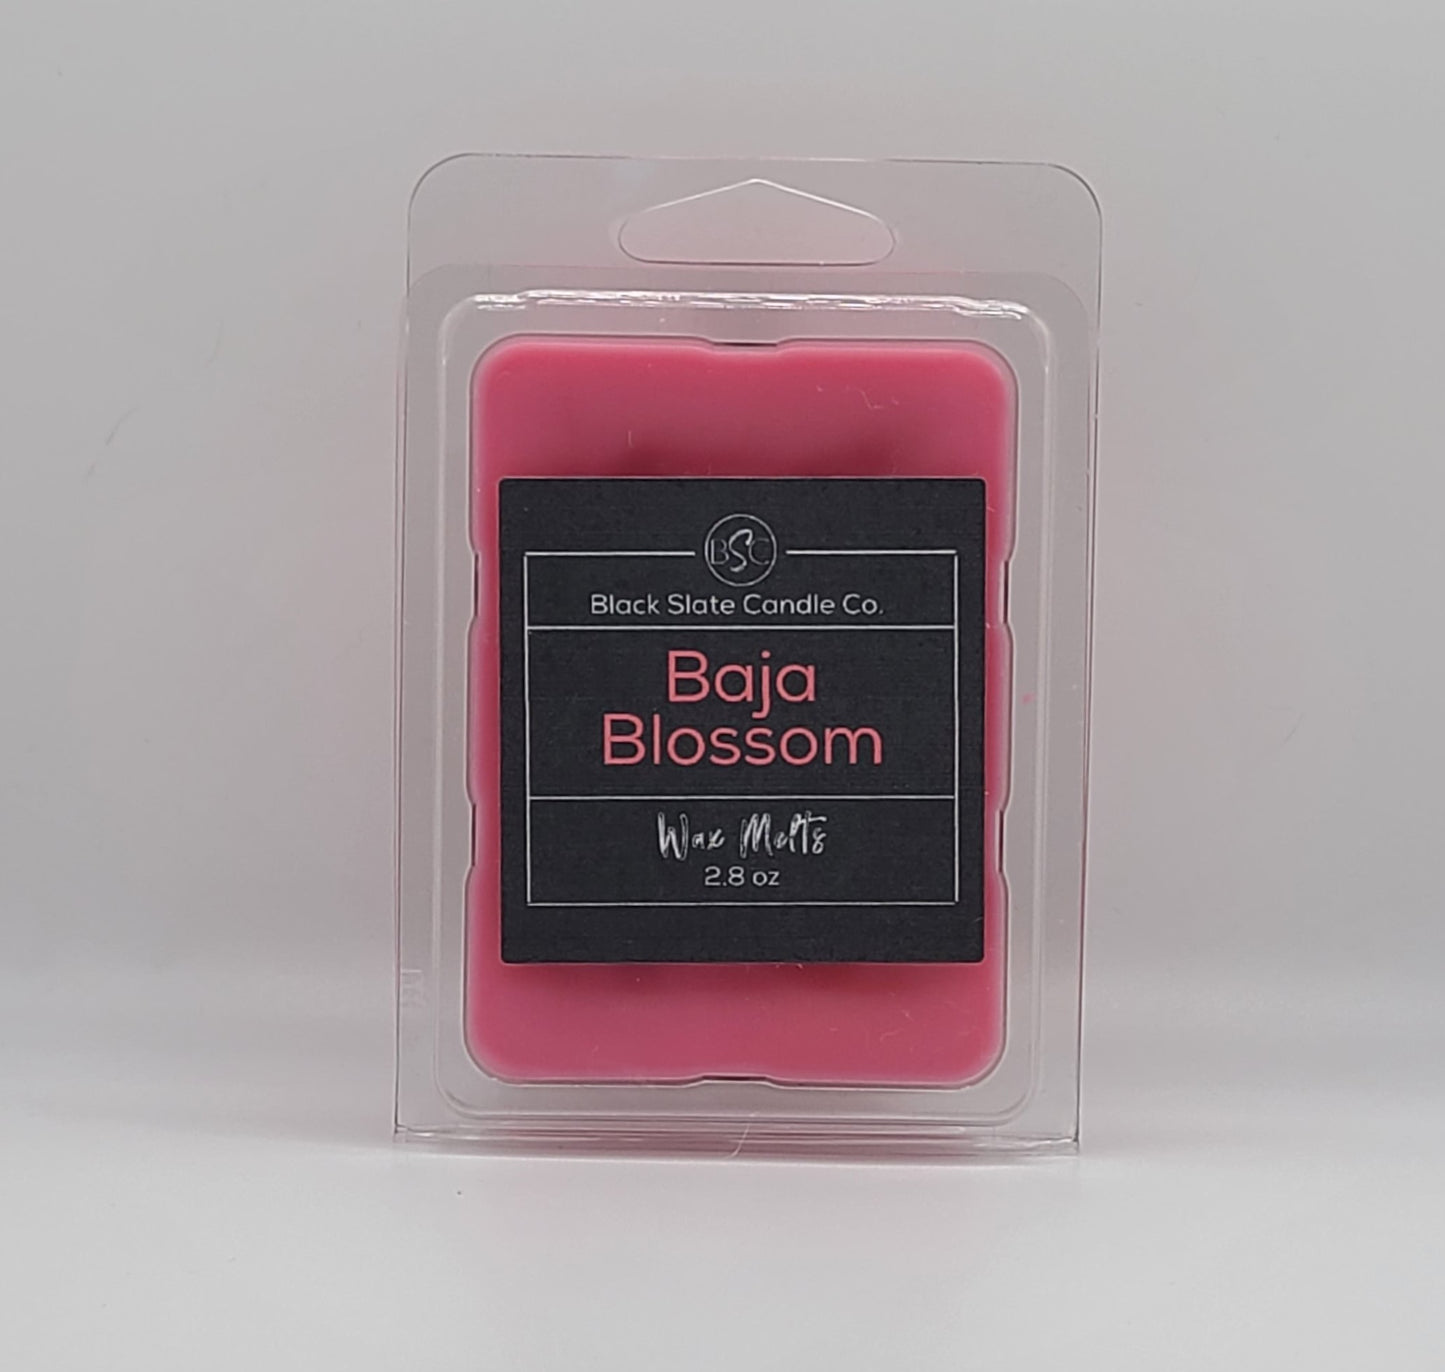 BSC
Black Slate Candle Co.
Baja
Blossom
Wax Melts
2.8 oz